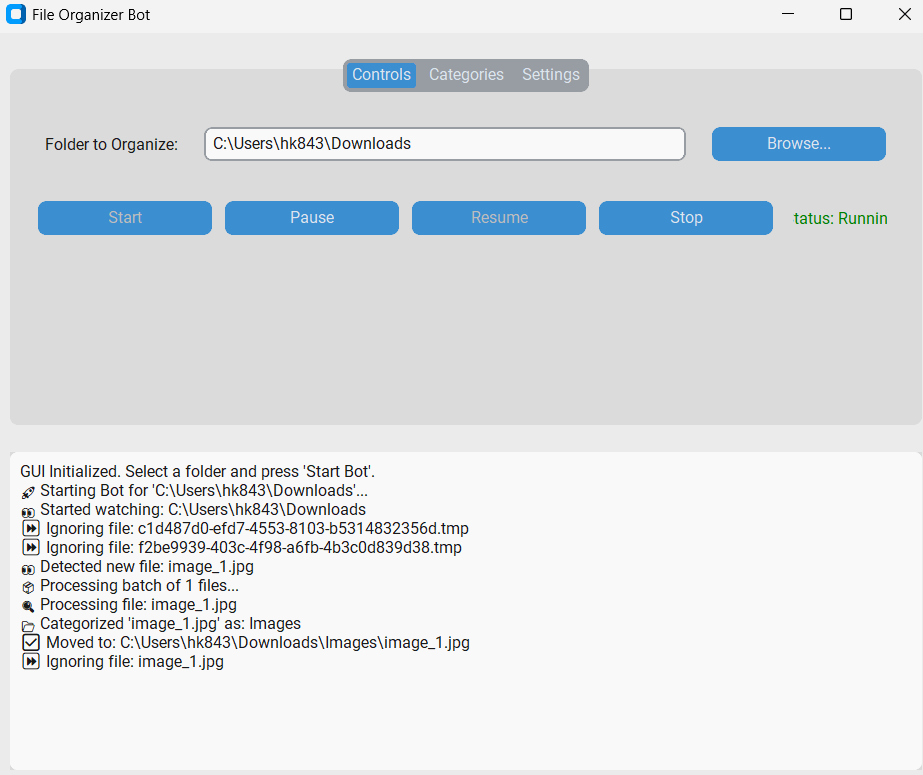 File Organizer Bot
Controls Categories Settings
Folder to Organize: C:\Users\hk843\Downloads Browse...
Start Pause Resume Stop tatus: Runnin
GUI Initialized. Select a folder and press 'Start Bot'.
🚀 Starting Bot for 'C:\Users\hk843\Downloads'...
👀 Started watching: C:\Users\hk843\Downloads
⏩ Ignoring file: c1d487d0-efd7-4553-8103-b5314832356d.tmp
⏩ Ignoring file: f2be9939-403c-4f98-a6fb-4b3c0d839d38.tmp
👀 Detected new file: image_1.jpg
📦 Processing batch of 1 files...
🔍 Processing file: image_1.jpg
📂 Categorized 'image_1.jpg' as: Images
✅ Moved to: C:\Users\hk843\Downloads\Images\image_1.jpg
⏩ Ignoring file: image_1.jpg